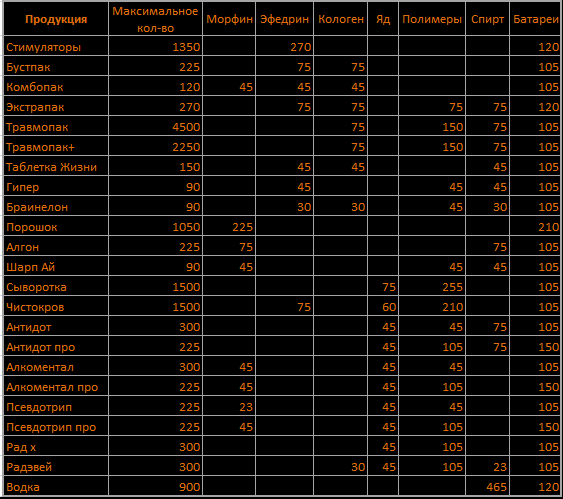 Продукция Максимальное кол-во Морфин Эфедрин Кологен Яд Полимеры Спирт Батареи
Стимуляторы 1350 270 120
Бустпак 225 75 75 105
Комбопак 120 45 45 45 105
Экстрапак 270 75 75 75 75 120
Травмопак 4500 75 150 75 105
Травмопак+ 2250 75 150 75 105
Таблетка Жизни 150 45 45 45 105
Гипер 90 45 45 45 105
Браинелон 90 30 30 45 30 105
Порошок 1050 225 210
Алгон 225 75 75 105
Шарп Ай 90 45 45 45 105
Сыворотка 1500 75 255 105
Чистокров 1500 75 60 210 105
Антидот 300 45 45 75 105
Антидот про 225 45 105 75 150
Алкоментал 300 45 45 45 105
Алкоментал про 225 45 45 105 150
Псевдотрип 225 23 45 45 105
Псевдотрип про 225 45 45 105 150
Рад х 300 45 105 105
Радэвей 300 30 45 105 23 105
Водка 900 465 120